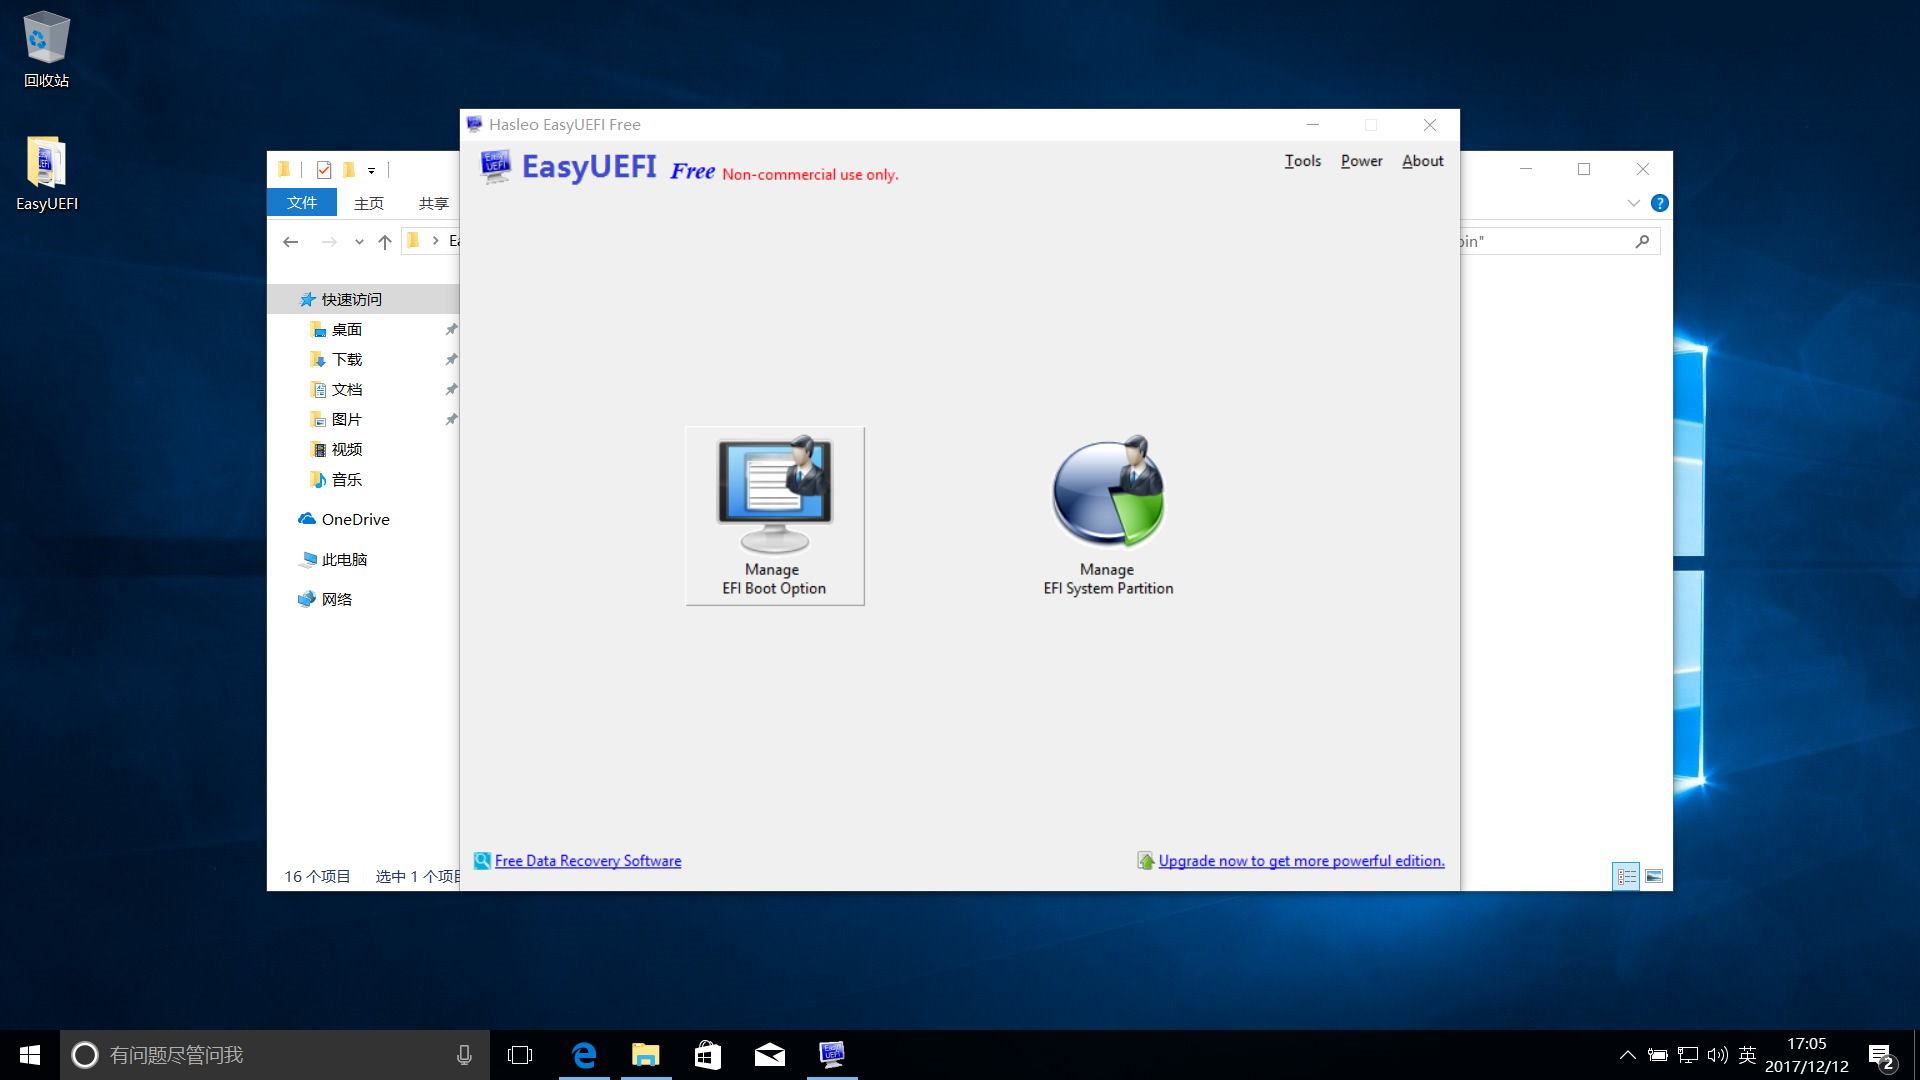 回收站
EasyUEFI
Hasleo EasyUEFI Free
EasyUEFI Free Non-commercial use only.
Tools Power About
文件 主页 共享
bin"
快速访问
桌面
下载
文档
图片
视频
音乐
OneDrive
此电脑
网络
Manage
EFI Boot Option
Manage
EFI System Partition
Free Data Recovery Software
Upgrade now to get more powerful edition.
16 个项目 选中 1 个项目
有问题尽管问我
英
17:05
2017/12/12
2